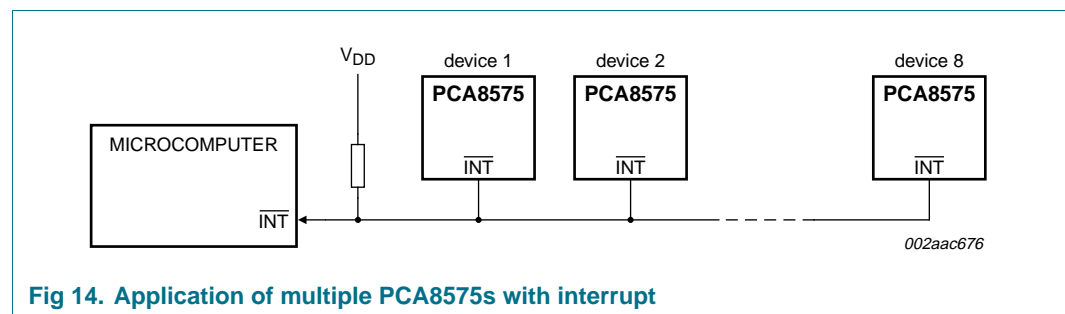 VDD
device 1
device 2
device 8
PCA8575
PCA8575
PCA8575
MICROCOMPUTER
INT
INT
INT
INT
002aac676
Fig 14. Application of multiple PCA8575s with interrupt